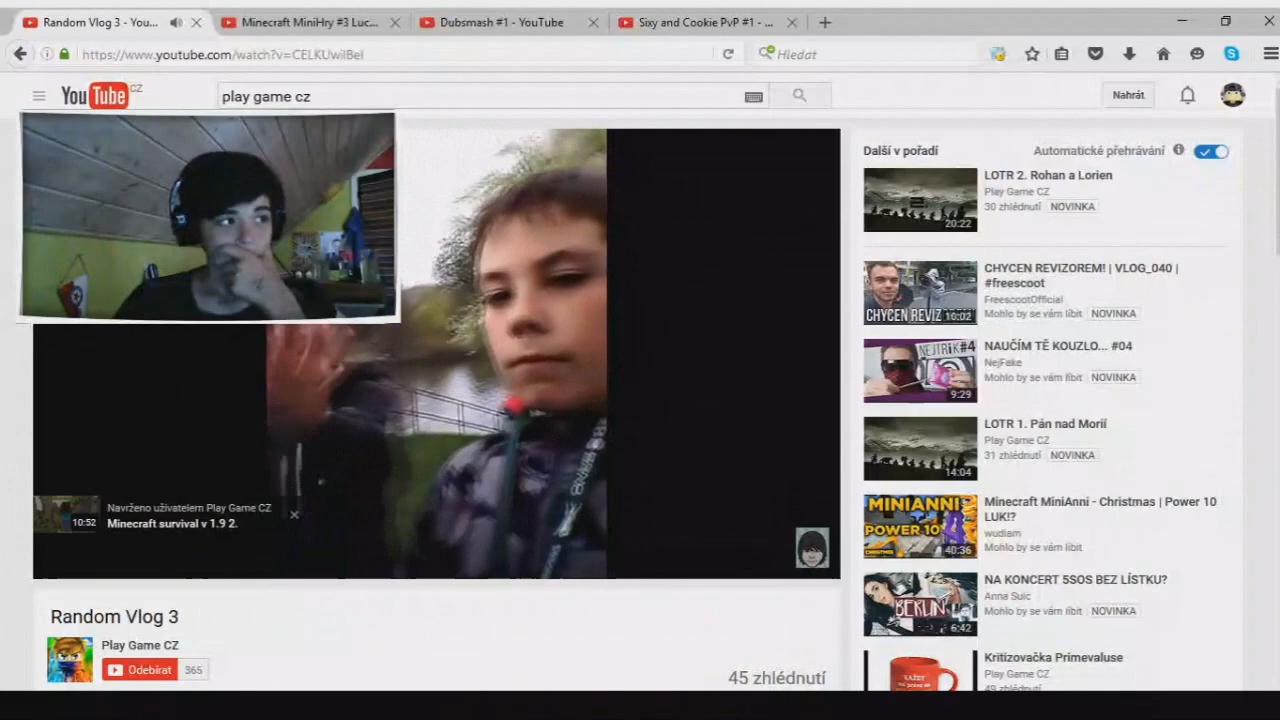 Random Vlog 3 - You...
Minecraft MiniHry #3 Luc...
Dubsmash #1 - YouTube
Sixy and Cookie PvP #1 - ...
https://www.youtube.com/watch?v=CELKUwilBeI
Hledat
YouTube CZ
play game cz
Nahrát
Další v pořadí
Automatické přehrávání
LOTR 2. Rohan a Lorien
Play Game CZ
30 zhlédnutí NOVINKA
20:22
CHYCEN REVIZOREM! | VLOG_040 |
#freescoot
FreescootOfficial
Mohlo by se vám líbit NOVINKA
CHYCEN REVIZ
10:02
NAUČÍM TĚ KOUZLO... #04
NejFake
Mohlo by se vám líbit NOVINKA
NEJTRIK#4
9:29
LOTR 1. Pán nad Morií
Play Game CZ
31 zhlédnutí NOVINKA
14:04
Minecraft MiniAnni - Christmas | Power 10
LUK!?
wudiam
Mohlo by se vám líbit
MINIANNI
POWER 10
CHRISTMAS
40:36
NA KONCERT 5SOS BEZ LÍSTKU?
Anna Sulc
Mohlo by se vám líbit NOVINKA
BERLIN
6:42
Kritizovačka Primevaluse
Play Game CZ
49 zhlédnutí
KAŽDÝ
Navrženo uživatelem Play Game CZ
Minecraft survival v 1.9 2.
10:52
Random Vlog 3
Play Game CZ
Odebírat 365
45 zhlédnutí